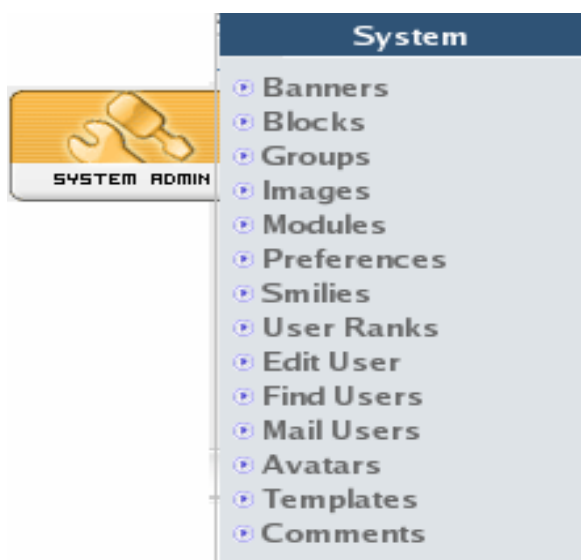 System
SYSTEM ADMIN
Banners
Blocks
Groups
Images
Modules
Preferences
Smilies
User Ranks
Edit User
Find Users
Mail Users
Avatars
Templates
Comments